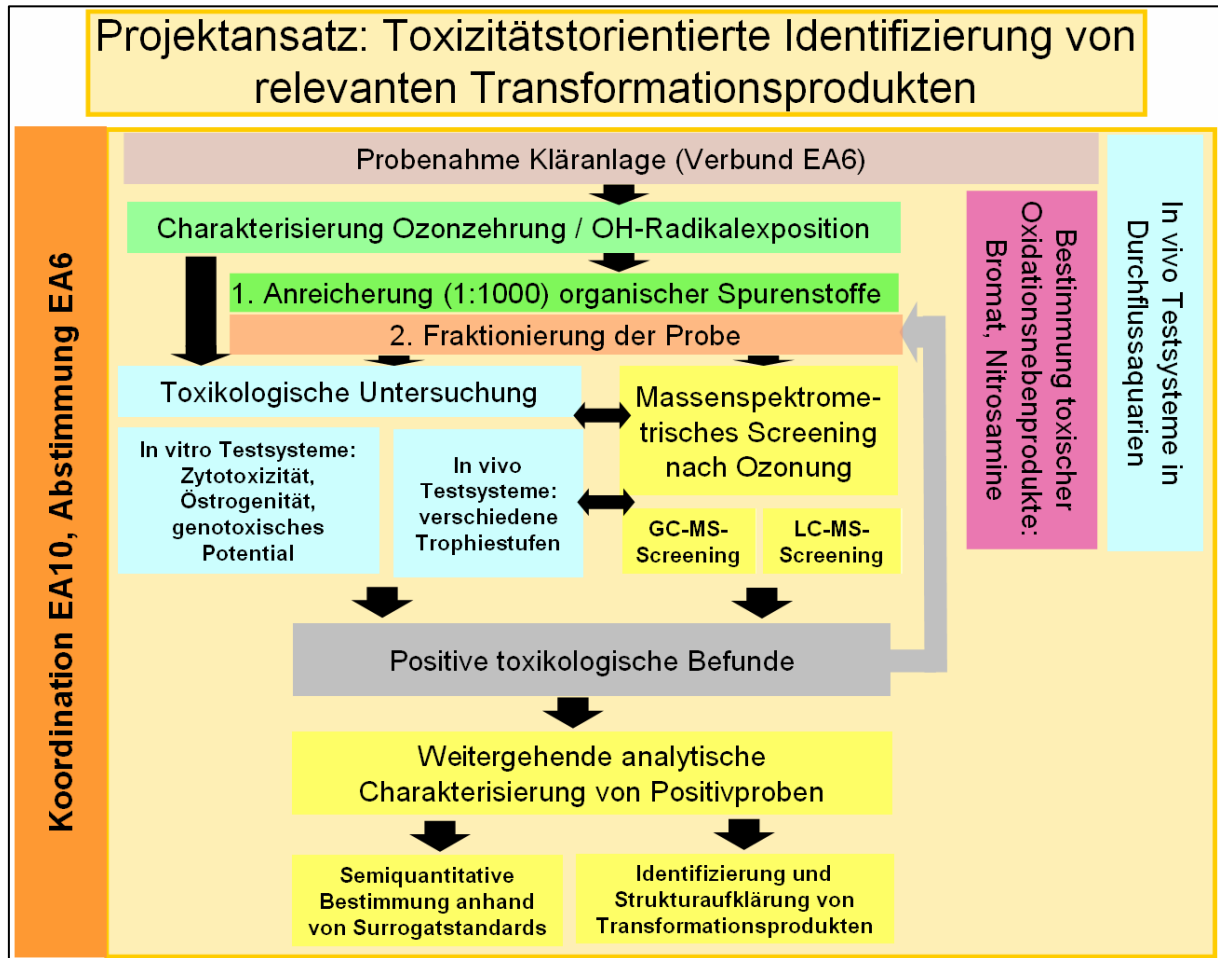 Projektansatz: Toxizitätstorientierte Identifizierung von
relevanten Transformationsprodukten
Koordination EA10, Abstimmung EA6
Probenahme Kläranlage (Verbund EA6)
Charakterisierung Ozonzehrung / OH-Radikalexposition
1. Anreicherung (1:1000) organischer Spurenstoffe
2. Fraktionierung der Probe
Toxikologische Untersuchung
In vitro Testsysteme:
Zytotoxizität,
Östrogenität,
genotoxisches
Potential
In vivo
Testsysteme:
verschiedene
Trophiestufen
Massenspektrome-
trisches Screening
nach Ozonung
GC-MS-
Screening
LC-MS-
Screening
Bestimmung toxischer
Oxidationsnebenprodukte:
Bromat, Nitrosamine
In vivo Testsysteme in
Durchflussaquarien
Positive toxikologische Befunde
Weitergehende analytische
Charakterisierung von Positivproben
Semiquantitative
Bestimmung anhand
von Surrogatstandards
Identifizierung und
Strukturaufklärung von
Transformationsprodukten